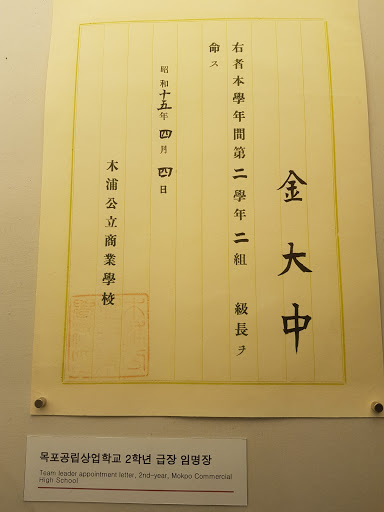 金大中
右者本學年間第二學年二組 級長ヲ
命ス
昭和十五年四月四日
木浦公立商業學校
목포공립상업학교 2학년 급장 임명장
Team leader appointment letter, 2nd-year, Mokpo Commercial
High School